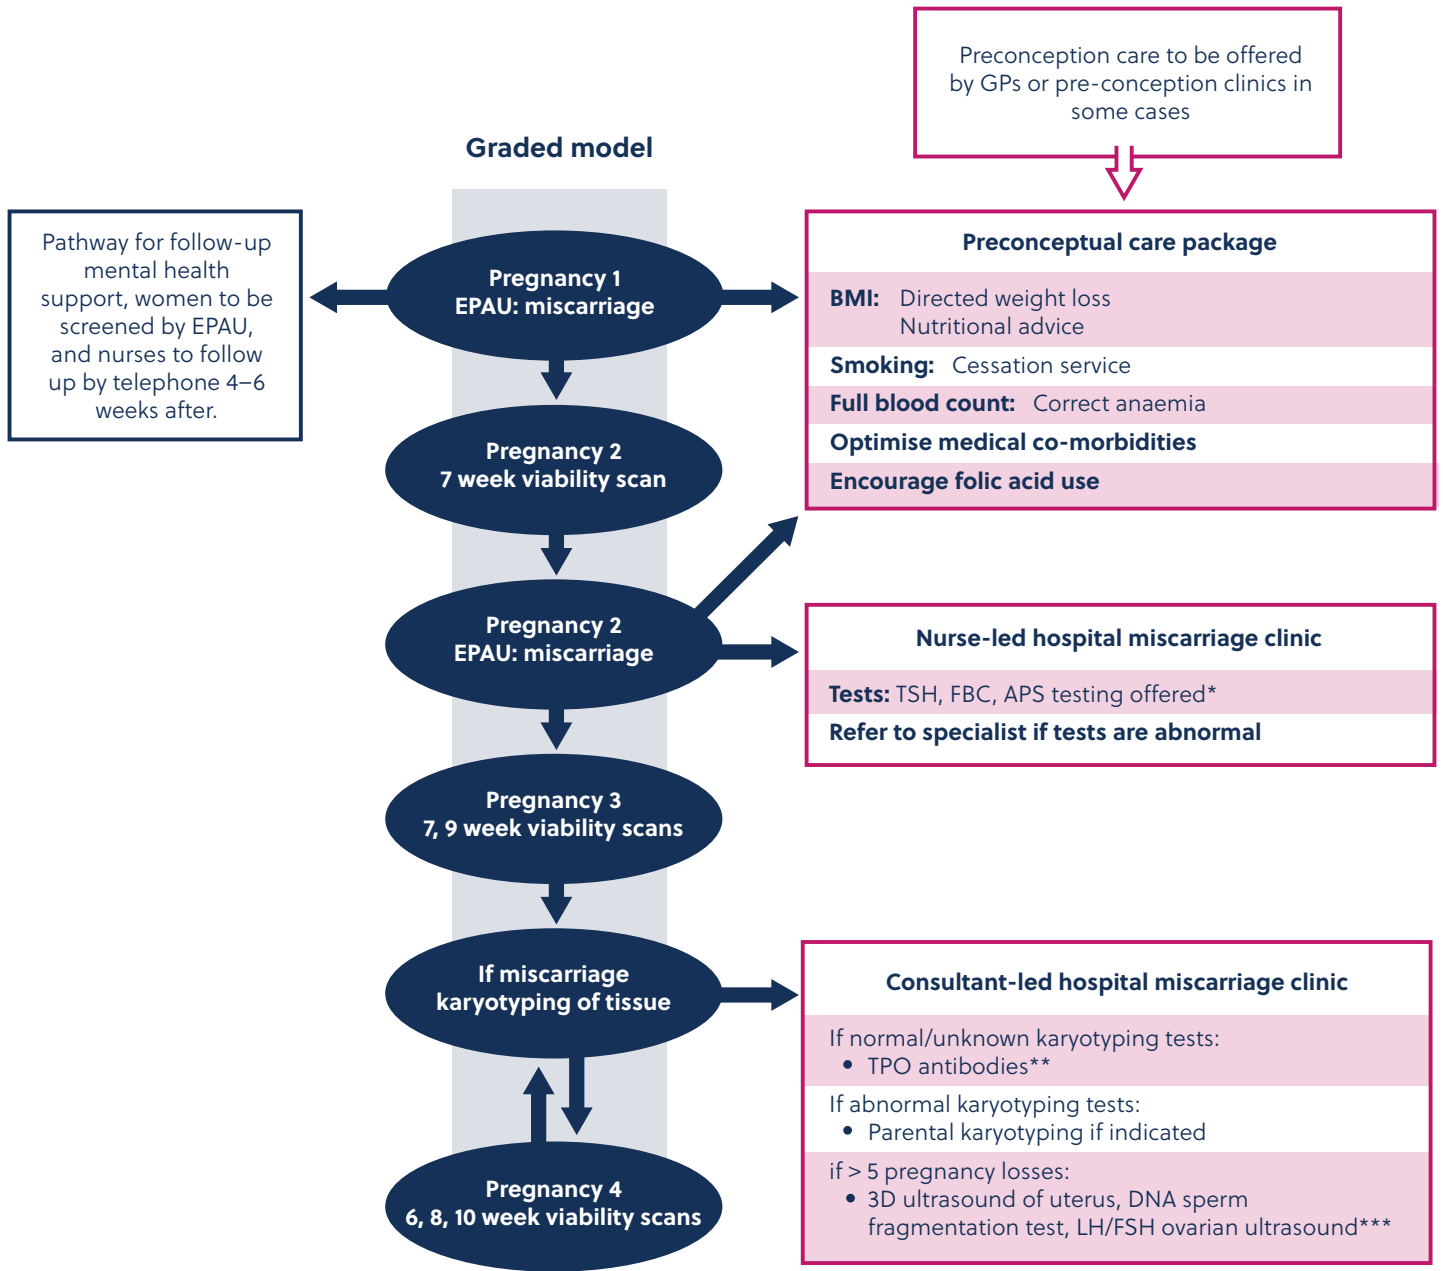 Preconception care to be offered
by GPs or pre-conception clinics in
some cases
Graded model
Pathway for follow-up
mental health
support, women to be
screened by EPAU,
and nurses to follow
up by telephone 4–6
weeks after.
Pregnancy 1
EPAU: miscarriage
Preconceptual care package
BMI: Directed weight loss
Nutritional advice
Smoking: Cessation service
Full blood count: Correct anaemia
Optimise medical co-morbidities
Encourage folic acid use
Pregnancy 2
7 week viability scan
Pregnancy 2
EPAU: miscarriage
Nurse-led hospital miscarriage clinic
Tests: TSH, FBC, APS testing offered*
Refer to specialist if tests are abnormal
Pregnancy 3
7, 9 week viability scans
If miscarriage
karyotyping of tissue
Consultant-led hospital miscarriage clinic
If normal/unknown karyotyping tests:
• TPO antibodies**
If abnormal karyotyping tests:
• Parental karyotyping if indicated
if > 5 pregnancy losses:
• 3D ultrasound of uterus, DNA sperm
fragmentation test, LH/FSH ovarian ultrasound***
Pregnancy 4
6, 8, 10 week viability scans